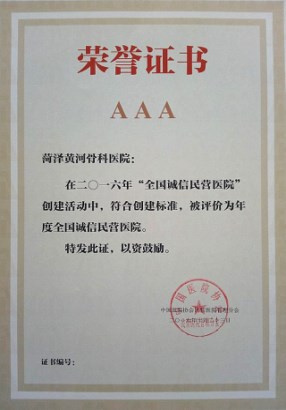 荣誉证书
AAA
菏泽黄河骨科医院：
在二〇一六年“全国诚信民营医院”
创建活动中，符合创建标准，被评价为年
度全国诚信民营医院。
特发此证，以资鼓励。
证书编号：